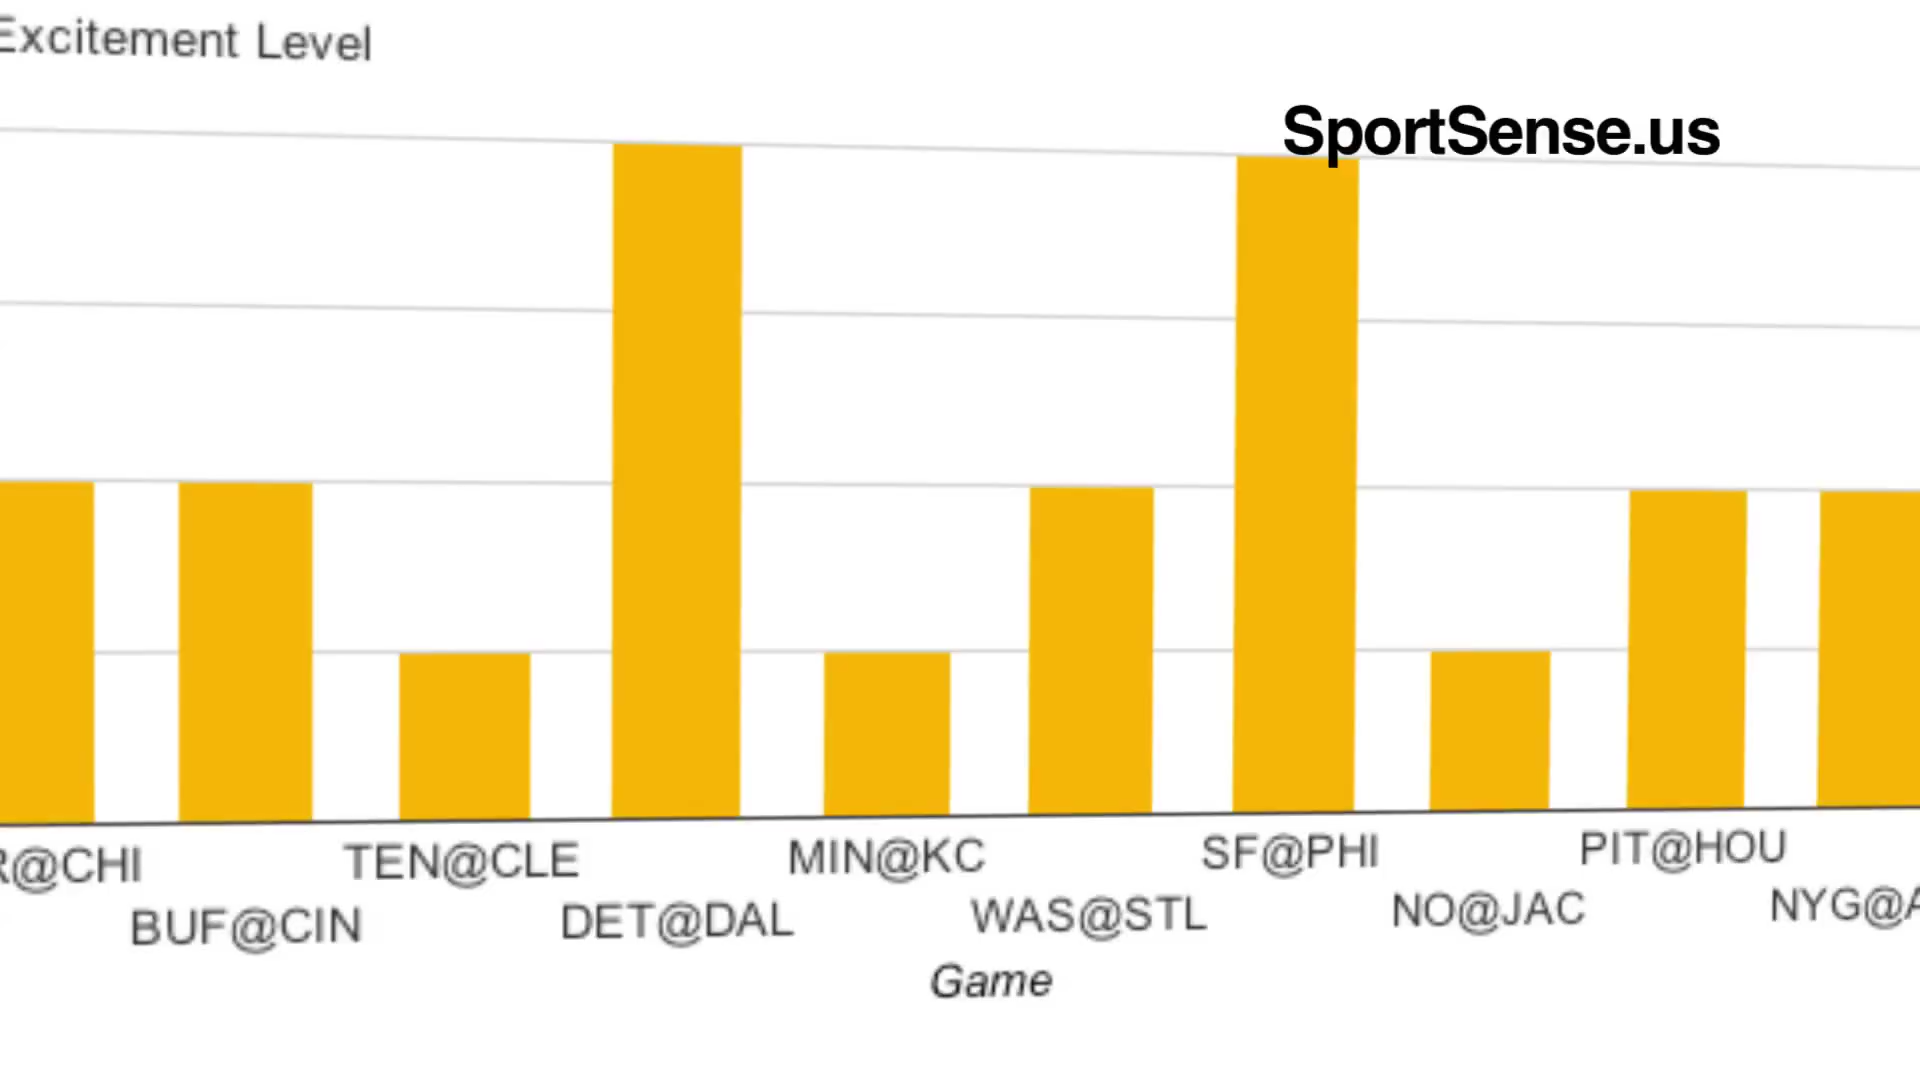 Excitement Level
SportSense.us
R@CHI
TEN@CLE
MIN@KC
SF@PHI
PIT@HOU
BUF@CIN
DET@DAL
WAS@STL
NO@JAC
NYG@A
Game